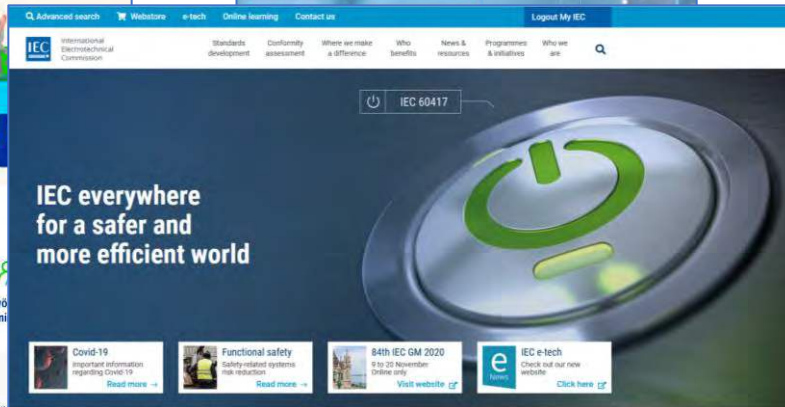 Advanced search Webstore e-tech Online learning Contact us Logout My IEC
IEC
International
Electrotechnical
Commission
Standards
development
Conformity
assessment
Where we make
a difference
Who
benefits
News &
resources
Programmes
& initiatives
Who we
are
IEC 60417
IEC everywhere
for a safer and
more efficient world
Covid-19
Important information
regarding Covid-19
Read more →
Functional safety
Safety-related systems
risk reduction
Read more →
84th IEC GM 2020
9 to 20 November
Online only
Visit website
e
News
IEC e-tech
Check out our new
website
Click here